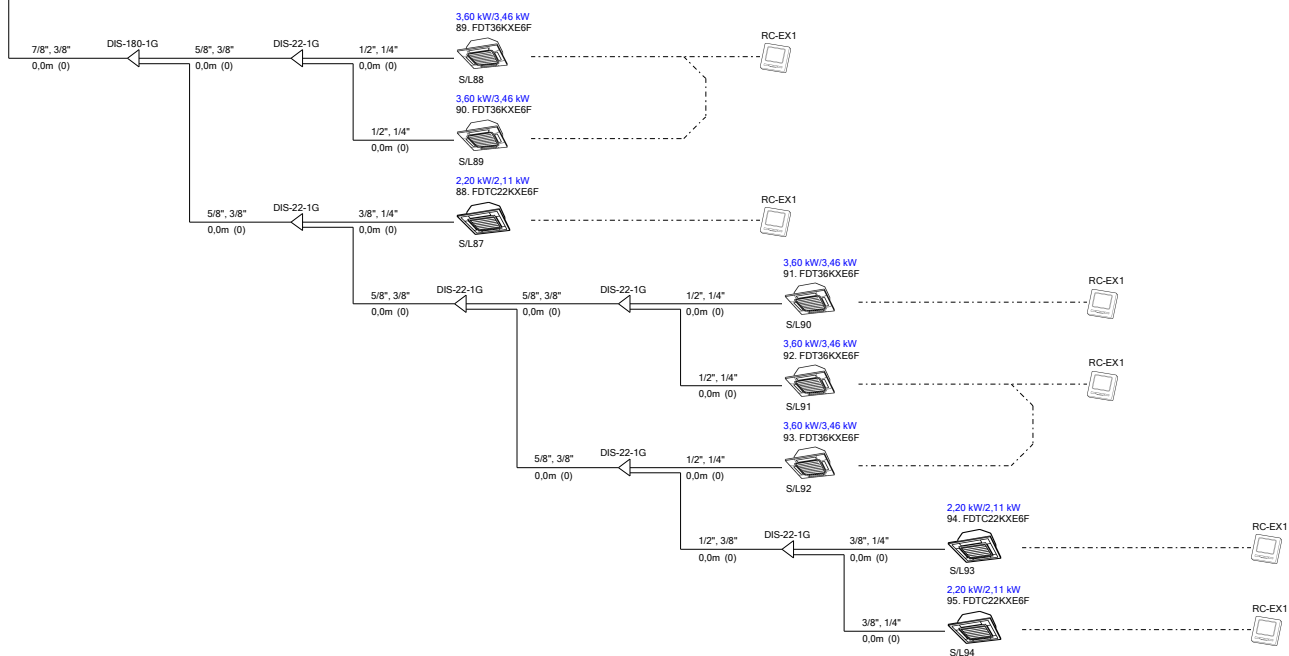 3,60 kW/3,46 kW
89. FDT36KXE6F
RC-EX1
7/8", 3/8"
DIS-180-1G
5/8", 3/8"
DIS-22-1G
1/2", 1/4"
0,0m (0)
0,0m (0)
0,0m (0)
S/L88
3,60 kW/3,46 kW
90. FDT36KXE6F
1/2", 1/4"
0,0m (0)
S/L89
2,20 kW/2,11 kW
88. FDTC22KXE6F
RC-EX1
5/8", 3/8"
DIS-22-1G
3/8", 1/4"
0,0m (0)
0,0m (0)
S/L87
3,60 kW/3,46 kW
91. FDT36KXE6F
RC-EX1
5/8", 3/8"
DIS-22-1G
5/8", 3/8"
DIS-22-1G
1/2", 1/4"
0,0m (0)
0,0m (0)
0,0m (0)
S/L90
3,60 kW/3,46 kW
92. FDT36KXE6F
RC-EX1
1/2", 1/4"
0,0m (0)
S/L91
3,60 kW/3,46 kW
93. FDT36KXE6F
5/8", 3/8"
DIS-22-1G
1/2", 1/4"
0,0m (0)
0,0m (0)
S/L92
2,20 kW/2,11 kW
94. FDTC22KXE6F
RC-EX1
1/2", 3/8"
DIS-22-1G
3/8", 1/4"
0,0m (0)
0,0m (0)
S/L93
2,20 kW/2,11 kW
95. FDTC22KXE6F
RC-EX1
3/8", 1/4"
0,0m (0)
S/L94